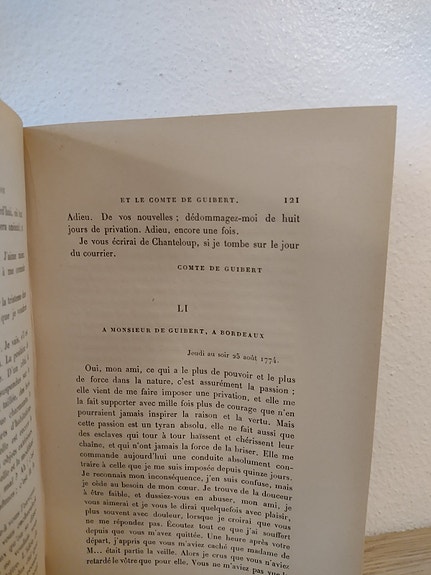 ET LE COMTE DE GUIBERT. 121
Adieu. De vos nouvelles ; dédommagez-moi de huit
jours de privation. Adieu, encore une fois.
Je vous écrirai de Chanteloup, si je tombe sur le jour
du courrier.
COMTE DE GUIBERT
LI
A MONSIEUR DE GUIBERT, A BORDEAUX
Jeudi au soir 25 août 1774.
Oui, mon ami, ce qui a le plus de pouvoir et le plus
de force dans la nature, c'est assurément la passion ;
elle vient de me faire imposer une privation, et elle me
la fait supporter avec mille fois plus de courage que n'en
pourraient jamais inspirer la raison et la vertu. Mais
cette passion est un tyran absolu. elle ne fait aussi que
des esclaves qui tour à tour haïssent et chérissent leur
chaîne, et qui n'ont jamais la force de la briser. Elle me
commande aujourd'hui une conduite absolument con-
traire à celle que je me suis imposée depuis quinze jours.
Je reconnais mon inconséquence, j'en suis confuse, mais
je cède au besoin de mon cœur. Je trouve de la douceur
à être faible, et dussiez-vous en abuser, mon ami, je
vous aimerai et je vous le dirai quelquefois avec plaisir,
plus souvent avec douleur, lorsque je croirai que vous
ne me répondez pas. Écoutez tout ce que j'ai souffert
depuis que vous m'avez quittée. Une heure après votre
départ, j'appris que vous m'aviez caché que madame de
M... était partie la veille. Alors je crus que vous aviez
retardé le vôtre que pour elle. Vous ne m'aviez pas vue